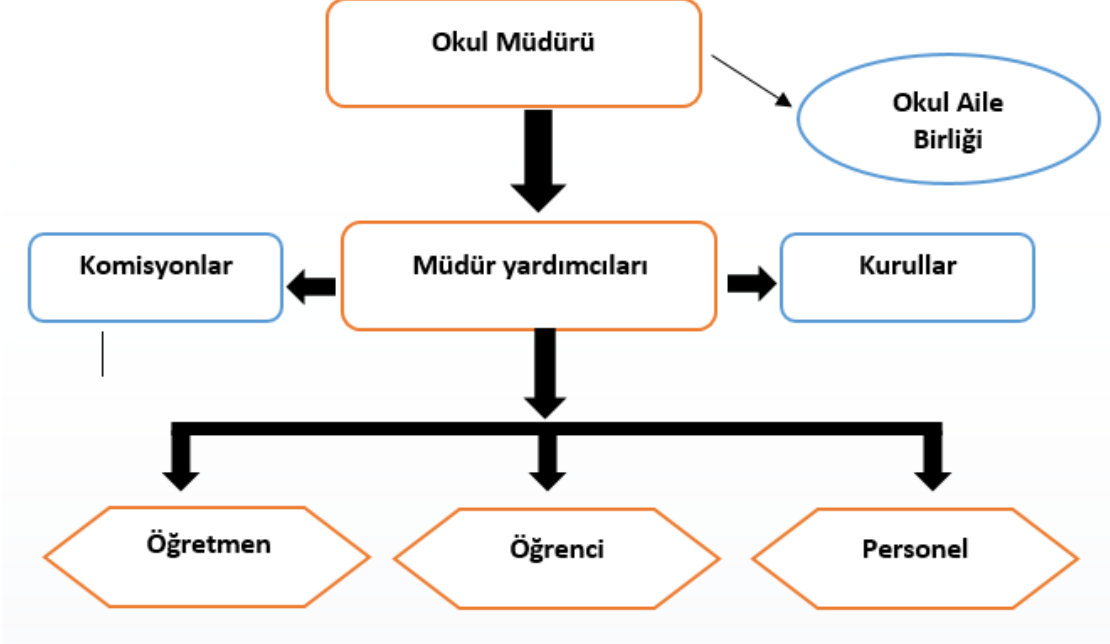 Okul Müdürü
Okul Aile
Birliği
Komisyonlar
Müdür yardımcıları
Kurullar
Öğretmen
Öğrenci
Personel